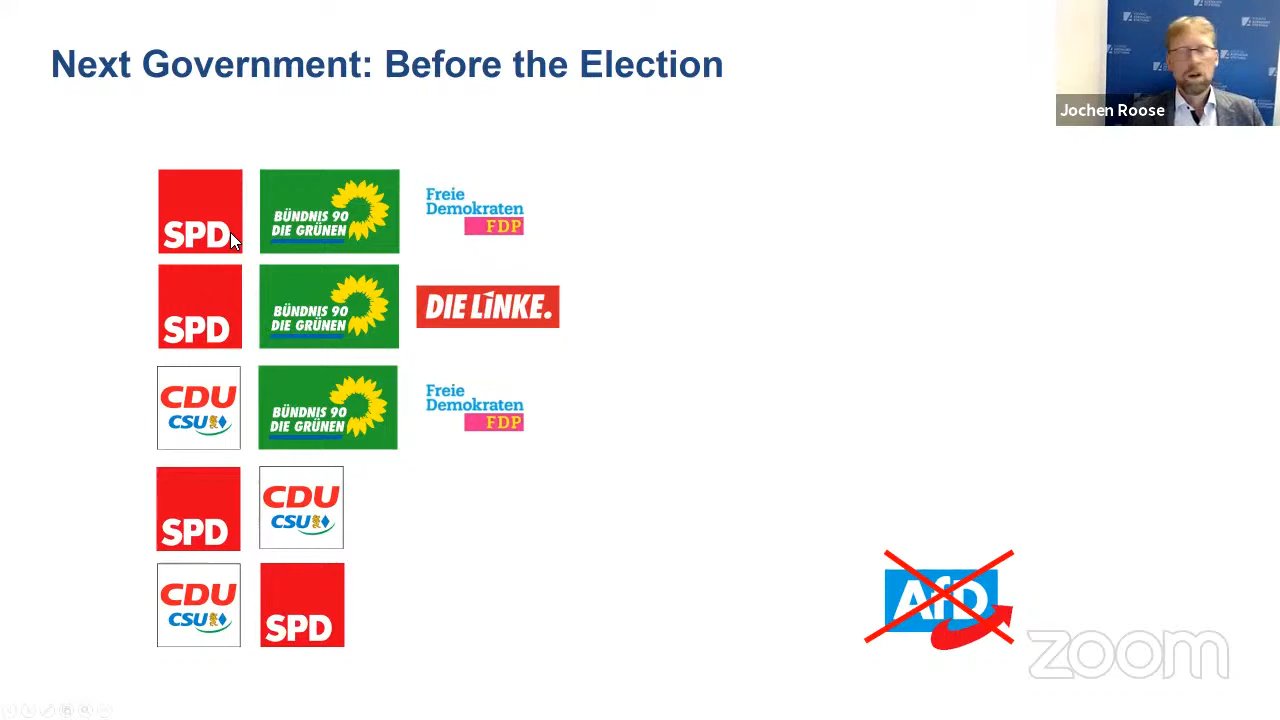 Next Government: Before the Election
Jochen Roose
SPD
BÜNDNIS 90
DIE GRÜNEN
Freie
Demokraten
FDP
SPD
BÜNDNIS 90
DIE GRÜNEN
DIE LINKE.
CDU
CSU
BÜNDNIS 90
DIE GRÜNEN
Freie
Demokraten
FDP
SPD
CDU
CSU
CDU
CSU
SPD
AfD
zoom